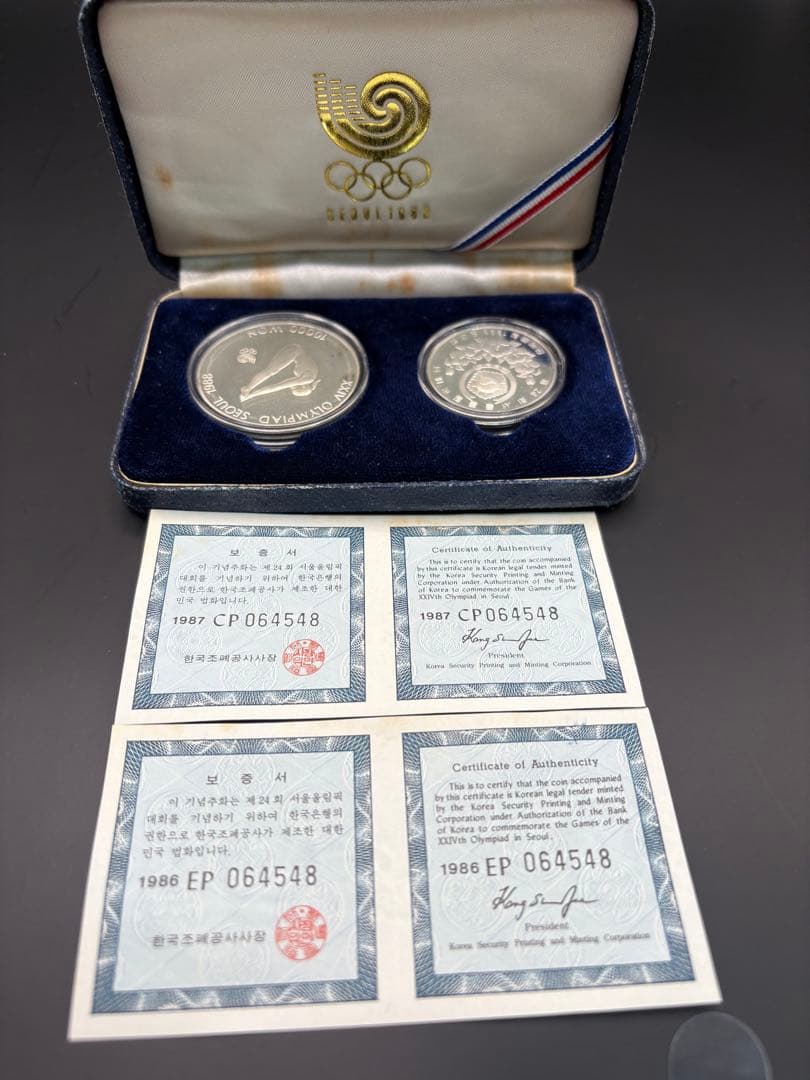 SEOUL 1988
10000 WON
XXIV OLYMPIAD SEOUL 1988
보 증 서
이 기념주화는 제 24회 서울올림픽
대회를 기념하기 위하여 한국은행의
권한으로 한국조폐공사가 제조한 대한
민국 법화입니다.
1987 CP 064548
한국조폐공사사장
Certificate of Authenticity
This is to certify that the coin accompanied
by this certificate is Korean legal tender minted
by the Korea Security Printing and Minting
Corporation under Authorization of the Bank
of Korea to commemorate the Games of the
XXIVth Olympiad in Seoul.
1987 CP 064548
President
Korea Security Printing and Minting Corporation
보 증 서
이 기념주화는 제 24회 서울올림픽
대회를 기념하기 위하여 한국은행의
권한으로 한국조폐공사가 제조한 대한
민국 법화입니다.
1986 EP 064548
한국조폐공사사장
Certificate of Authenticity
This is to certify that the coin accompanied
by this certificate is Korean legal tender minted
by the Korea Security Printing and Minting
Corporation under Authorization of the Bank
of Korea to commemorate the Games of the
XXIVth Olympiad in Seoul.
1986 EP 064548
President
Korea Security Printing and Minting Corporation